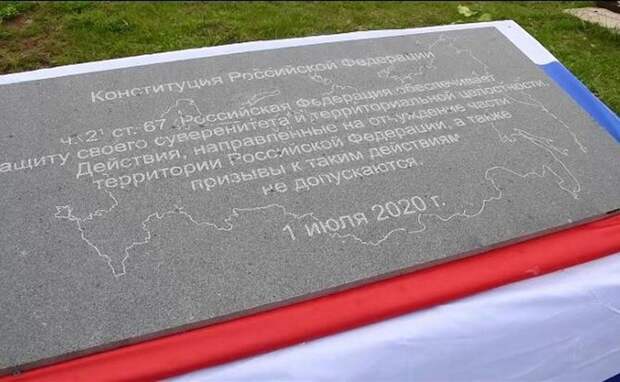 Конституция Российской Федерации
ч. 2¹ ст. 67. Российская Федерация обеспечивает
защиту своего суверенитета и территориальной целостности.
Действия, направленные на отчуждение части
территории Российской Федерации, а также
призывы к таким действиям
не допускаются.
1 июля 2020 г.